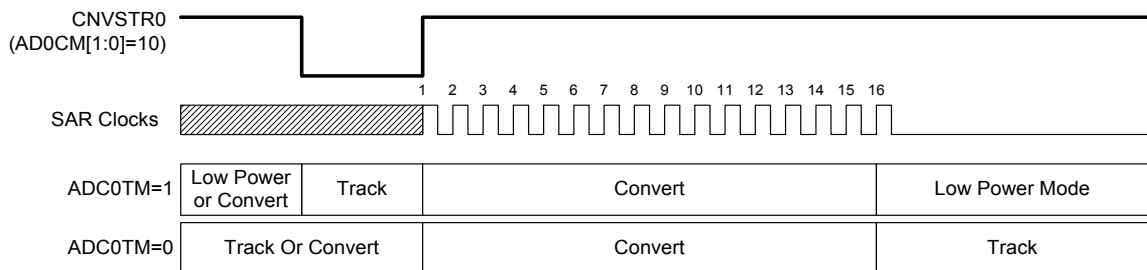 CNVSTR0
(AD0CM[1:0]=10)
1 2 3 4 5 6 7 8 9 10 11 12 13 14 15 16
SAR Clocks
ADC0TM=1
Low Power
or Convert
Track
Convert
Low Power Mode
ADC0TM=0
Track Or Convert
Convert
Track